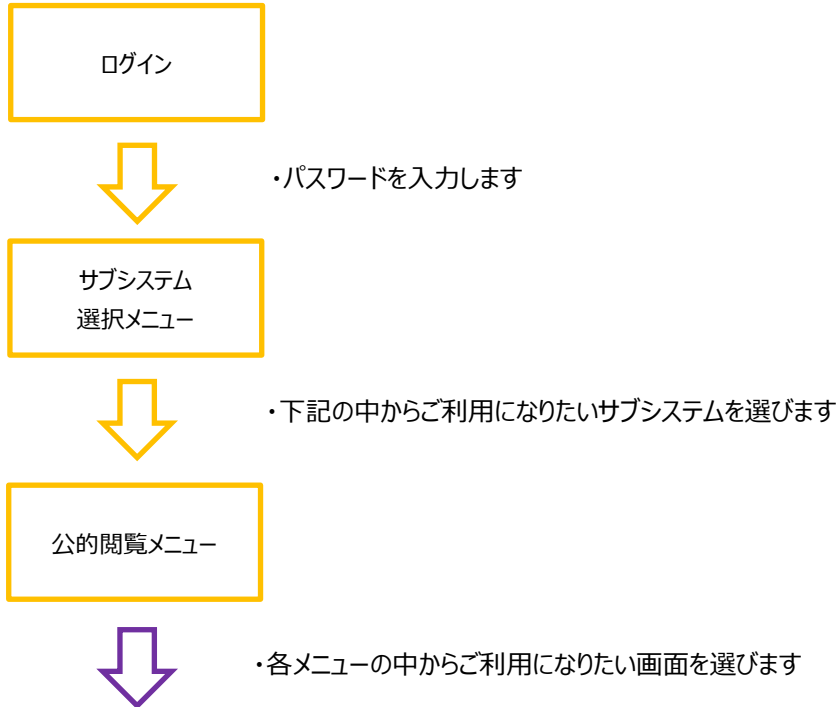 ログイン
・パスワードを入力します
サブシステム
選択メニュー
・下記の中からご利用になりたいサブシステムを選びます
公的閲覧メニュー
・各メニューの中からご利用になりたい画面を選びます